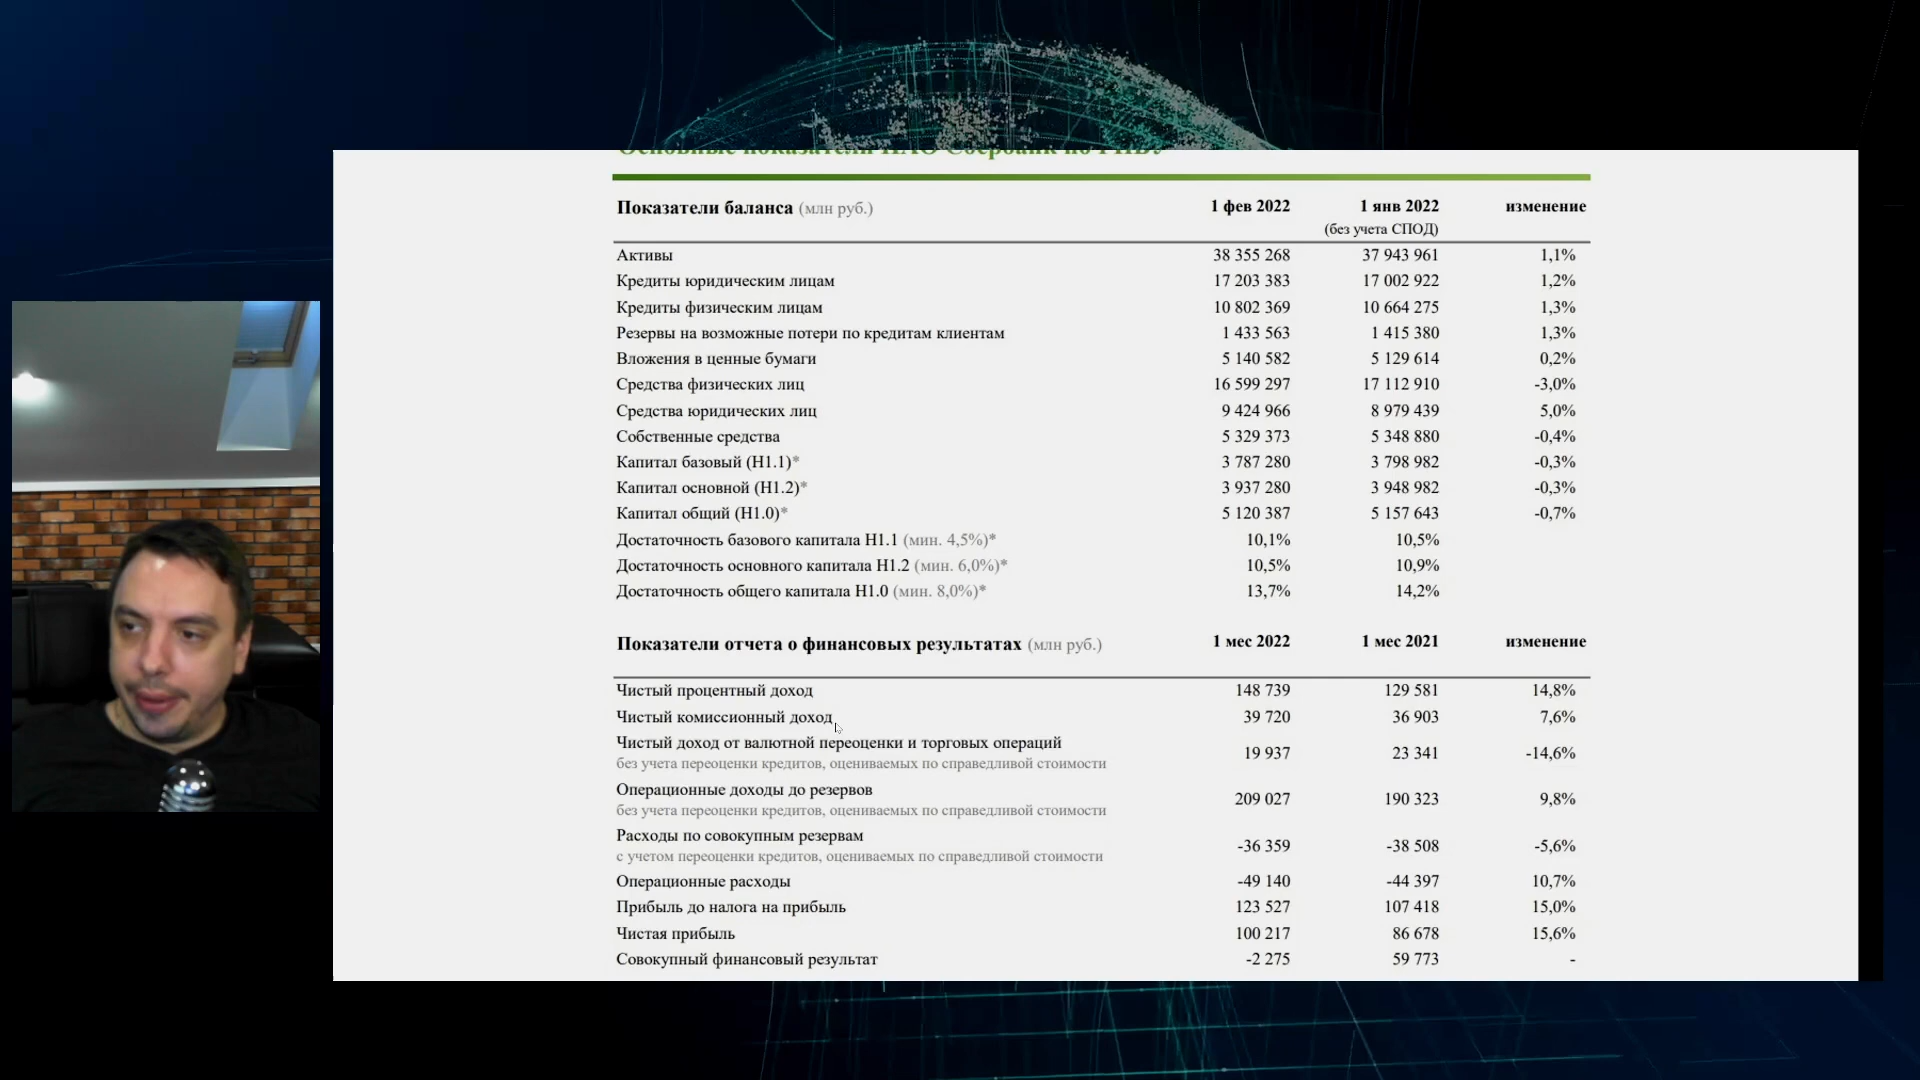 Основные показатели ПАО Сбербанк по РПБУ
Показатели баланса (млн руб.) 1 фев 2022 1 янв 2022 изменение
(без учета СПОД)
Активы 38 355 268 37 943 961 1,1%
Кредиты юридическим лицам 17 203 383 17 002 922 1,2%
Кредиты физическим лицам 10 802 369 10 664 275 1,3%
Резервы на возможные потери по кредитам клиентам 1 433 563 1 415 380 1,3%
Вложения в ценные бумаги 5 140 582 5 129 614 0,2%
Средства физических лиц 16 599 297 17 112 910 -3,0%
Средства юридических лиц 9 424 966 8 979 439 5,0%
Собственные средства 5 329 373 5 348 880 -0,4%
Капитал базовый (Н1.1)* 3 787 280 3 798 982 -0,3%
Капитал основной (Н1.2)* 3 937 280 3 948 982 -0,3%
Капитал общий (Н1.0)* 5 120 387 5 157 643 -0,7%
Достаточность базового капитала Н1.1 (мин. 4,5%)* 10,1% 10,5%
Достаточность основного капитала Н1.2 (мин. 6,0%)* 10,5% 10,9%
Достаточность общего капитала Н1.0 (мин. 8,0%)* 13,7% 14,2%
Показатели отчета о финансовых результатах (млн руб.) 1 мес 2022 1 мес 2021 изменение
Чистый процентный доход 148 739 129 581 14,8%
Чистый комиссионный доход 39 720 36 903 7,6%
Чистый доход от валютной переоценки и торговых операций 19 937 23 341 -14,6%
без учета переоценки кредитов, оцениваемых по справедливой стоимости
Операционные доходы до резервов 209 027 190 323 9,8%
без учета переоценки кредитов, оцениваемых по справедливой стоимости
Расходы по совокупным резервам -36 359 -38 508 -5,6%
с учетом переоценки кредитов, оцениваемых по справедливой стоимости
Операционные расходы -49 140 -44 397 10,7%
Прибыль до налога на прибыль 123 527 107 418 15,0%
Чистая прибыль 100 217 86 678 15,6%
Совокупный финансовый результат -2 275 59 773 -